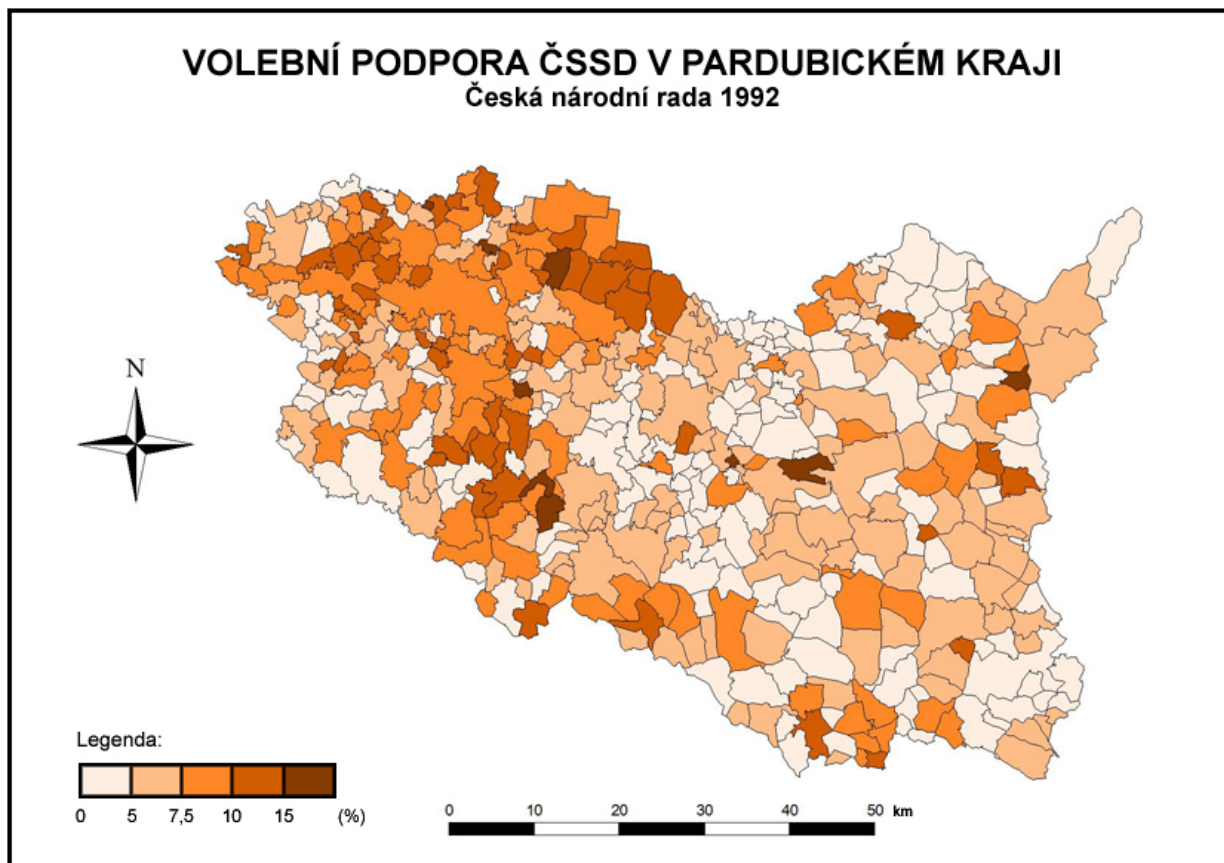 VOLEBNÍ PODPORA ČSSD V PARDUBICKÉM KRAJI
Česká národní rada 1992
N
Legenda:
0 5 7,5 10 15 (%)
0 10 20 30 40 50 km